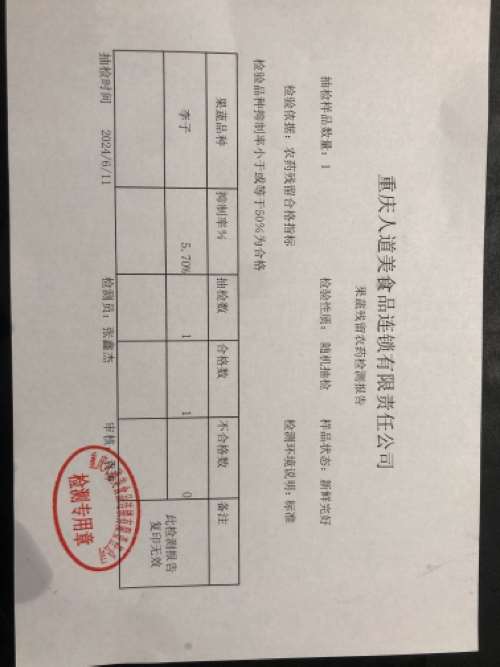 重庆人道美食品连锁有限责任公司
果蔬残留农药检测报告
抽检样品数量：1 检验性质：随机抽检 样品状态：新鲜完好
检验依据：农药残留合格指标 检测环境说明：标准
检验品种抑制率小于或等于50%为合格
果蔬品种 抑制率% 抽检数 合格数 不合格数 备注
李子 5.70% 1 1 0 此检测报告
复印无效
抽检时间 2024/6/11 检测员：张鑫杰 审核
检测专用章